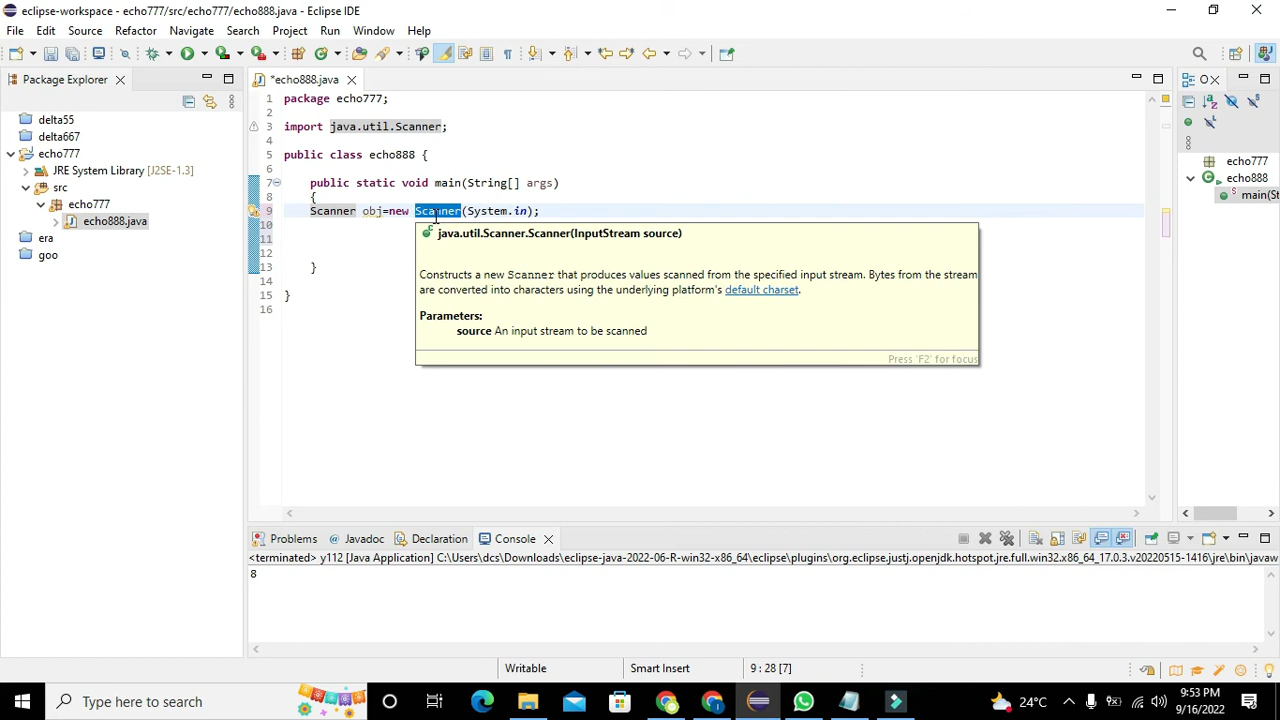 eclipse-workspace - echo777/src/echo777/echo888.java - Eclipse IDE
File Edit Source Refactor Navigate Search Project Run Window Help
Package Explorer
*echo888.java
delta55
delta667
echo777
JRE System Library [J2SE-1.3]
src
echo777
echo888.java
era
goo
1 package echo777;
2
3 import java.util.Scanner;
4
5 public class echo888 {
6
7 public static void main(String[] args)
8 {
9 Scanner obj=new Scanner(System.in);
10
11
12
13 }
14
15 }
16
java.util.Scanner.Scanner(InputStream source)
Constructs a new Scanner that produces values scanned from the specified input stream. Bytes from the stream
are converted into characters using the underlying platform's default charset.
Parameters:
source An input stream to be scanned
Press 'F2' for focus
O
echo777
echo888
main(St
Problems @ Javadoc Declaration Console
<terminated> y112 [Java Application] C:\Users\dcs\Downloads\eclipse-java-2022-06-R-win32-x86_64\eclipse\plugins\org.eclipse.justj.openjdk.hotspot.jre.full.win32.x86_64_17.0.3.v20220515-1416\jre\bin\javaw
8
Writable Smart Insert 9 : 28 [7]
Type here to search
24°C
9:53 PM
9/16/2022